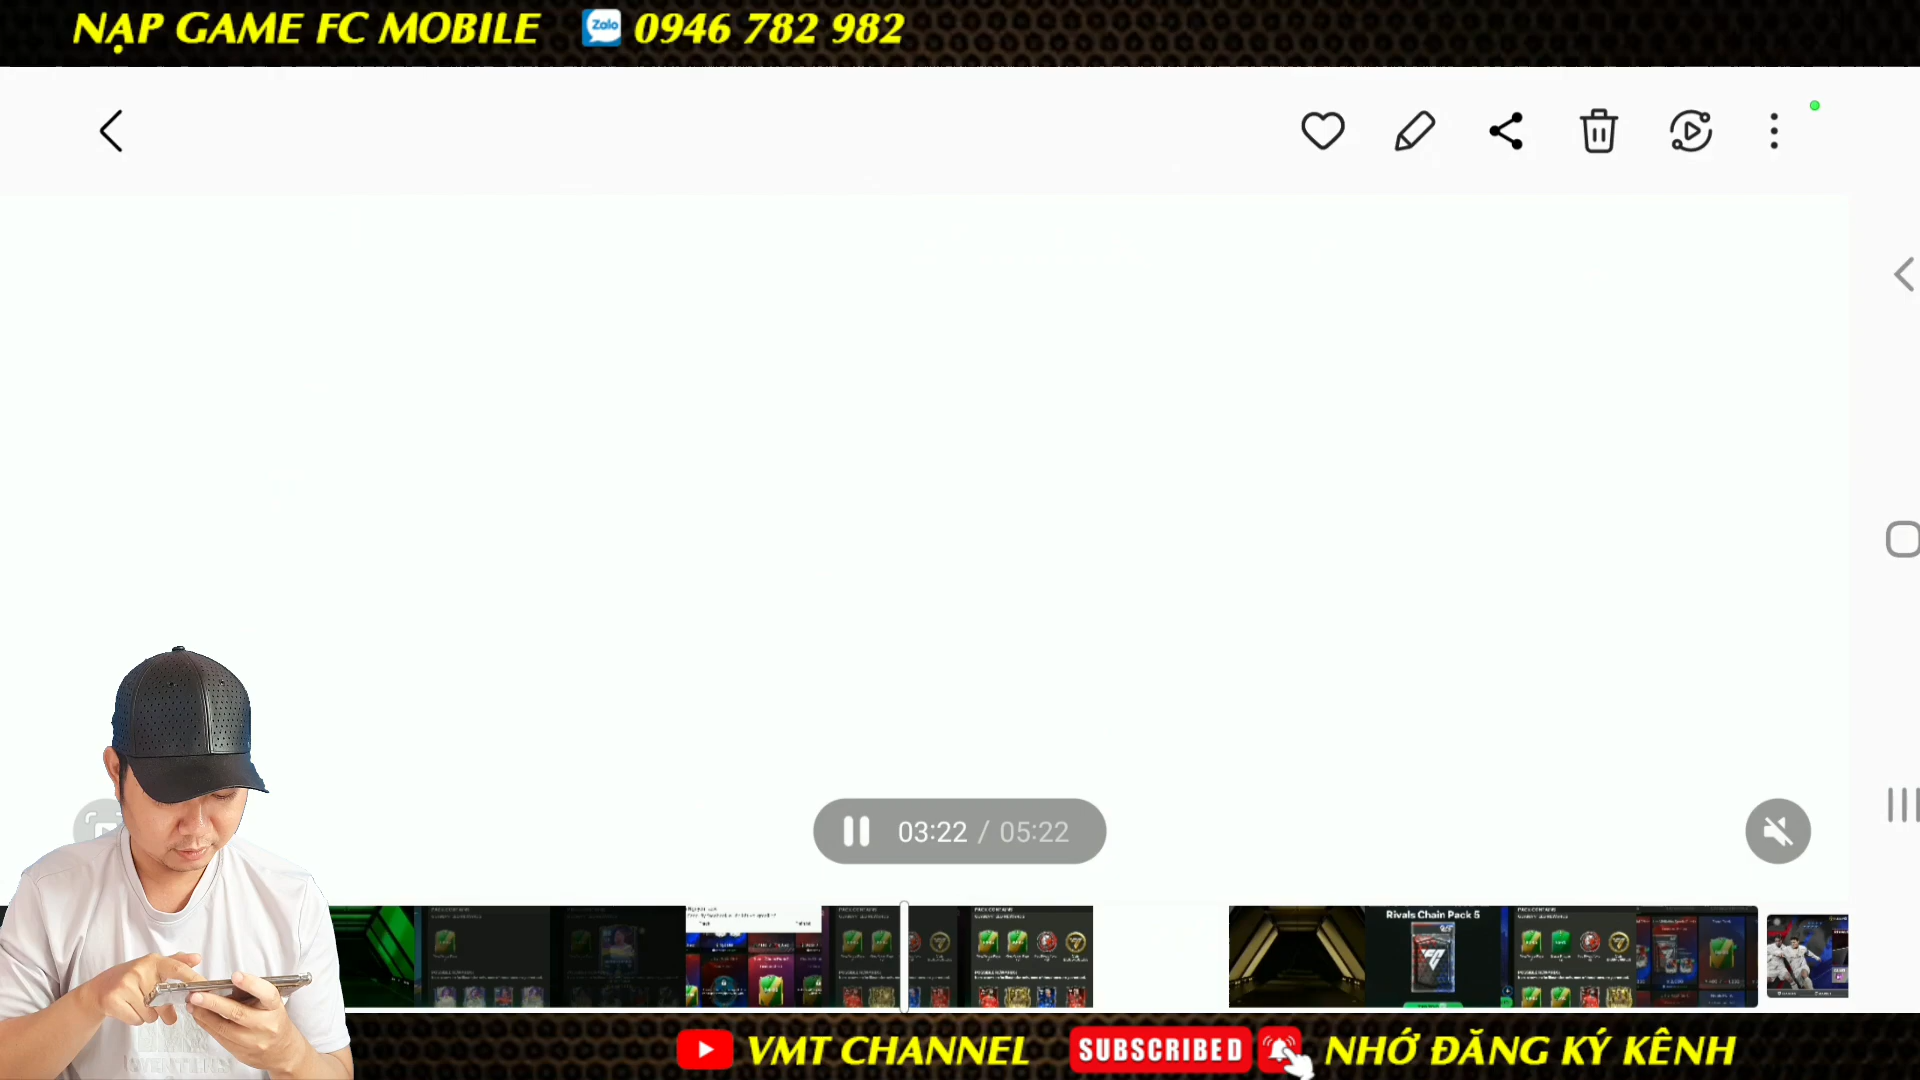 NẠP GAME FC MOBILE
Zalo 0946 782 982
03:22 / 05:22
Rivals Chain Pack 5
VMT CHANNEL
SUBSCRIBED
NHỚ ĐĂNG KÝ KÊNH